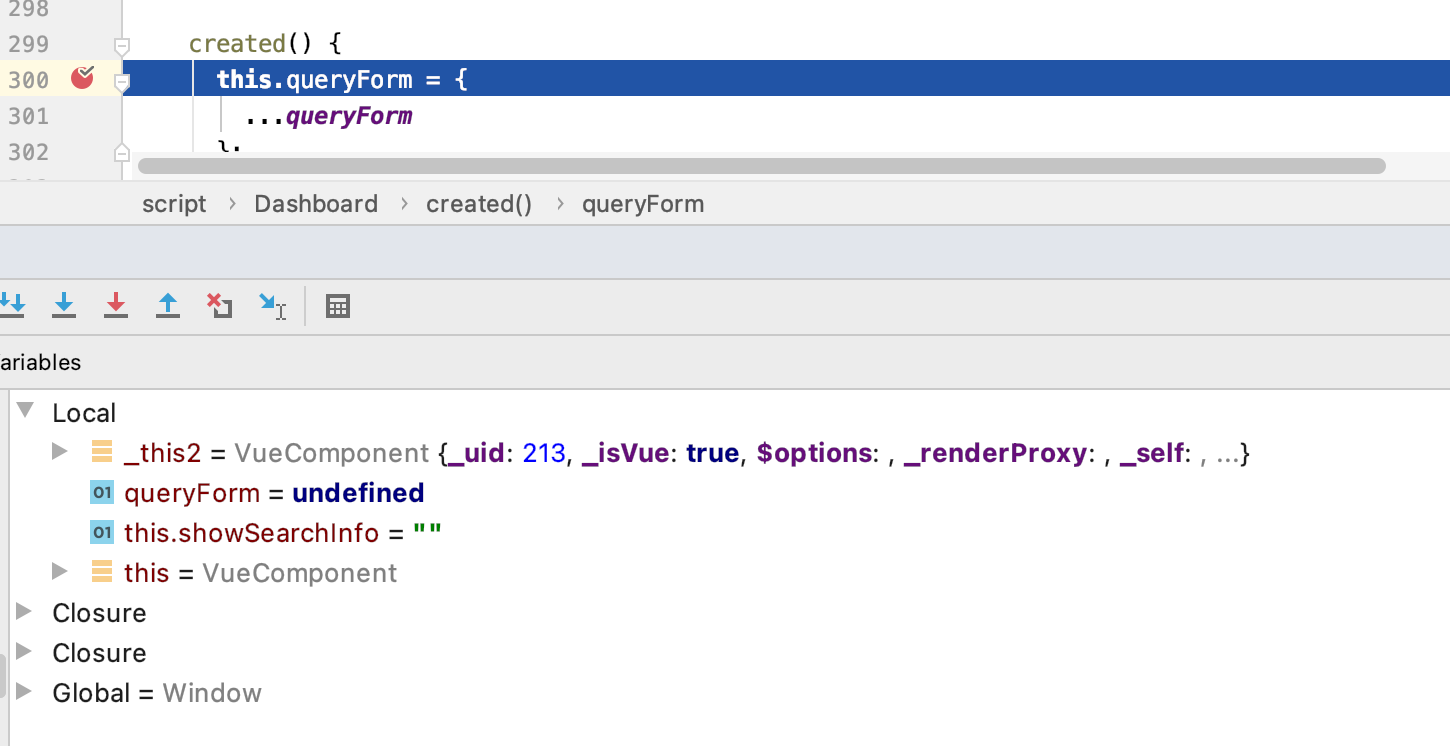 298
299 created() {
300 this.queryForm = {
301 ...queryForm
302 };
script › Dashboard › created() › queryForm
ariables
Local
_this2 = VueComponent {_uid: 213, _isVue: true, $options: , _renderProxy: , _self: , ...}
01 queryForm = undefined
01 this.showSearchInfo = ""
this = VueComponent
Closure
Closure
Global = Window